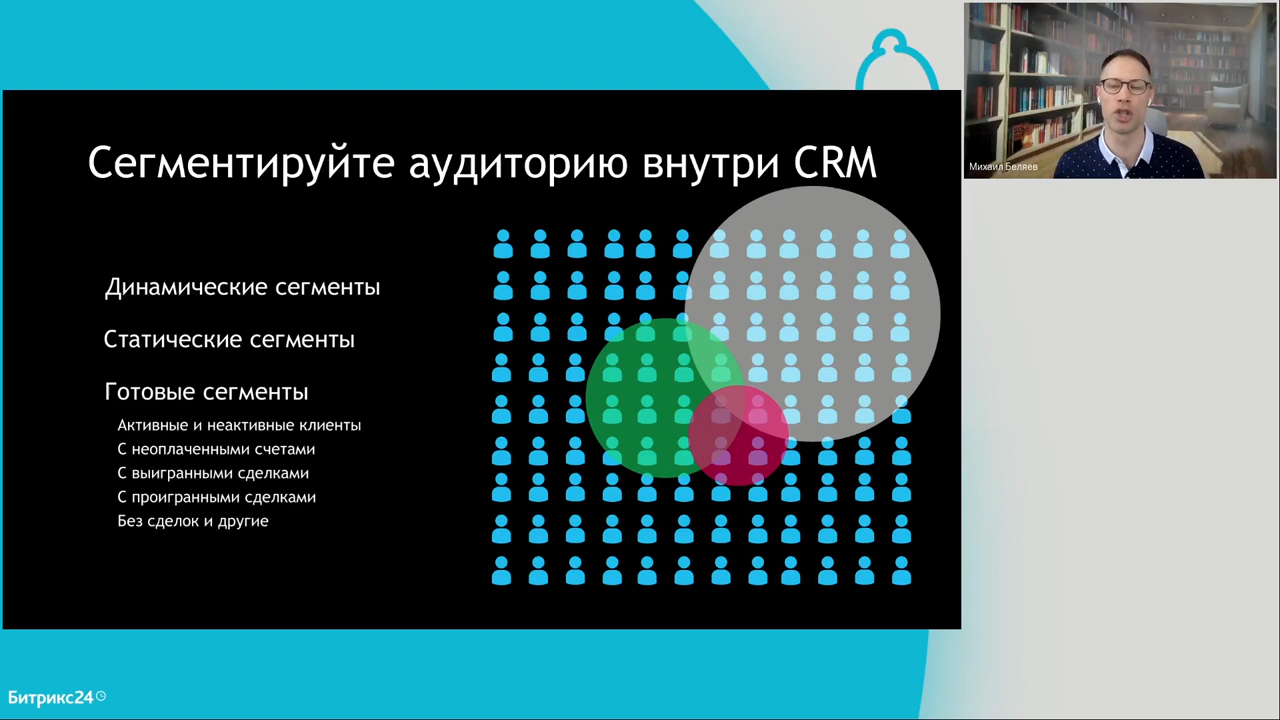 Сегментируйте аудиторию внутри CRM
Динамические сегменты
Статические сегменты
Готовые сегменты
Активные и неактивные клиенты
С неоплаченными счетами
С выигранными сделками
С проигранными сделками
Без сделок и другие
Михаил Беляев
Битрикс24